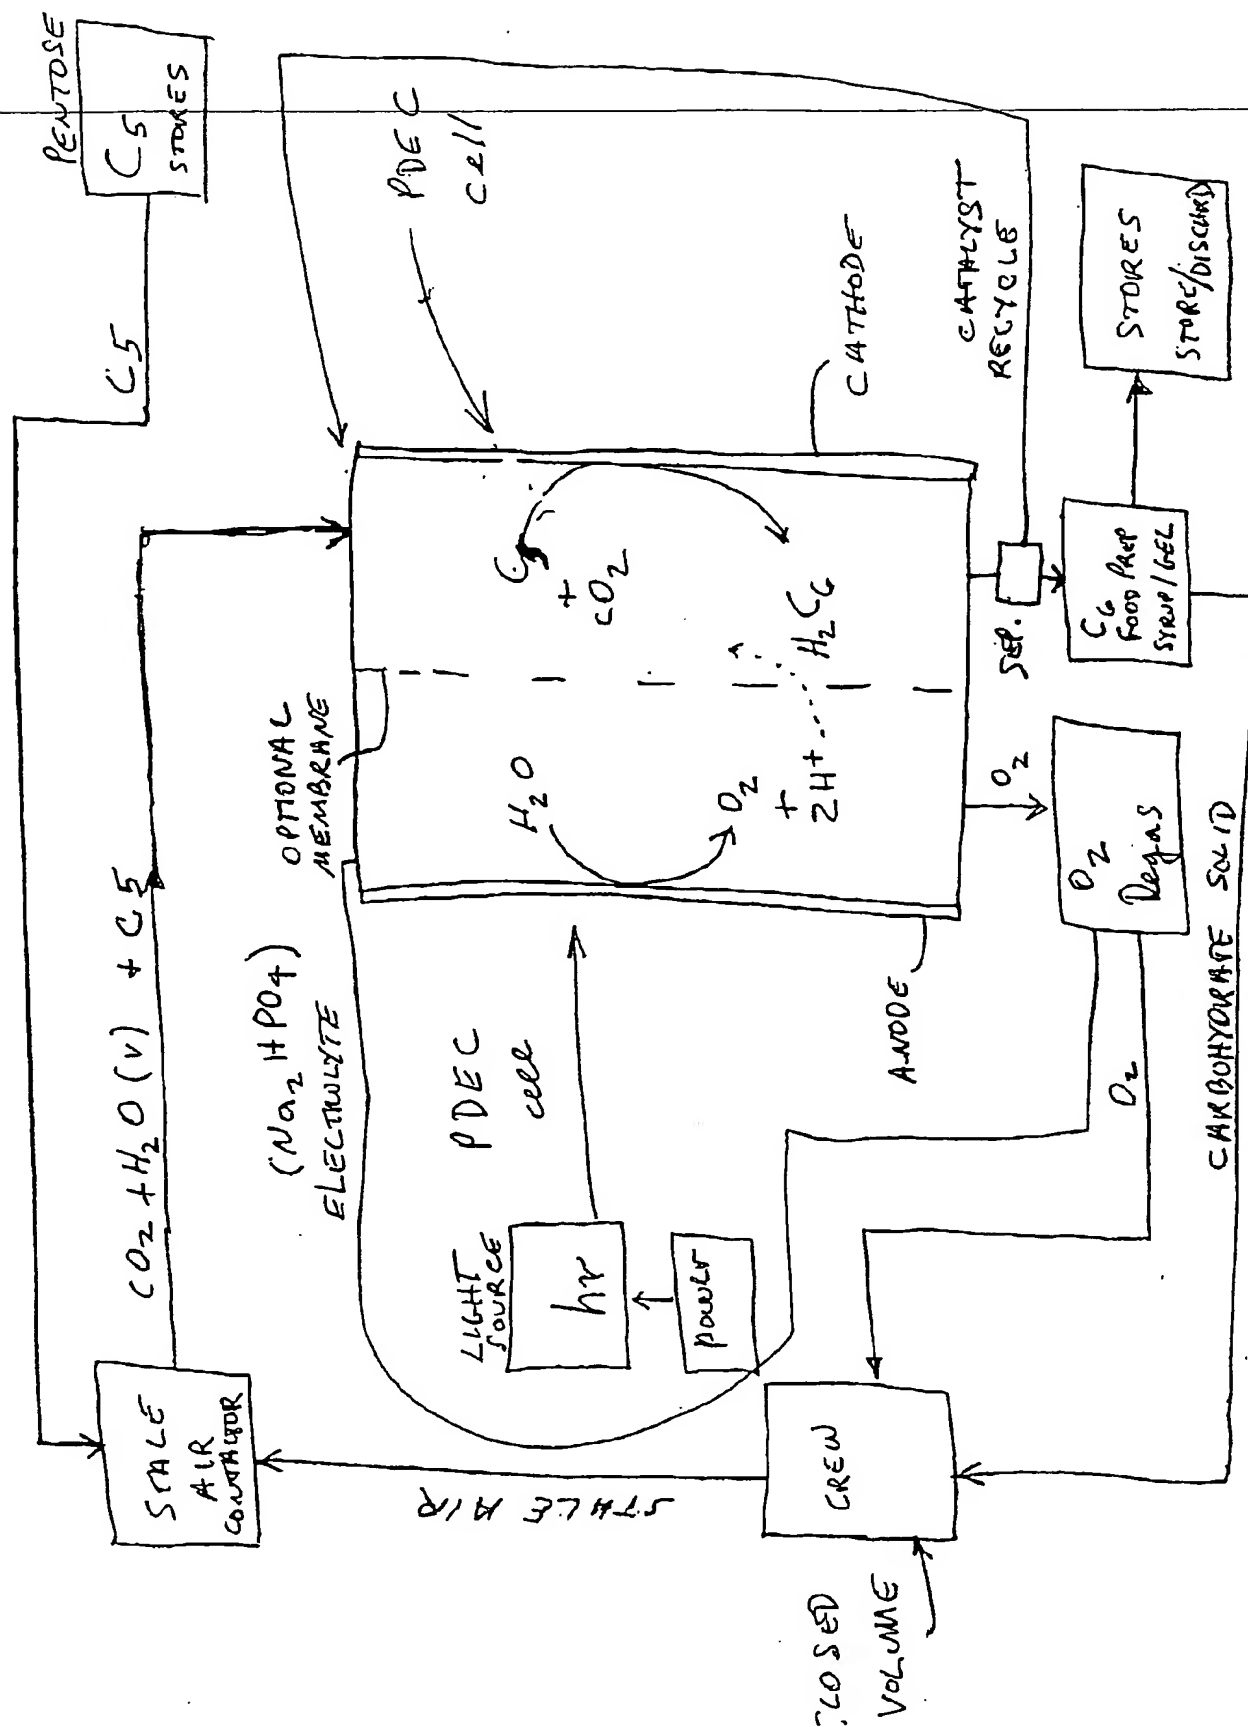 PENTOSE
C5
STORES
C5
CO2 + H2O (v) + C5
STALE
AIR
CONTACTOR
(Na2HPO4)
ELECTROLYTE
OPTIONAL
MEMBRANE
PDEC
cell
STALE AIR
LIGHT
SOURCE
hν
power
PDEC
cell
H2O
O2
+
2H+
+
CO2
H2C6
ANODE
CATHODE
CATALYST
RECYCLE
CREW
CLOSED
VOLUME
O2
SEP.
O2
Degas
O2
C6
FOOD PREP
SYRUP/GEL
STORES
STORE/DISCARD
CARBOHYDRATE SOLID